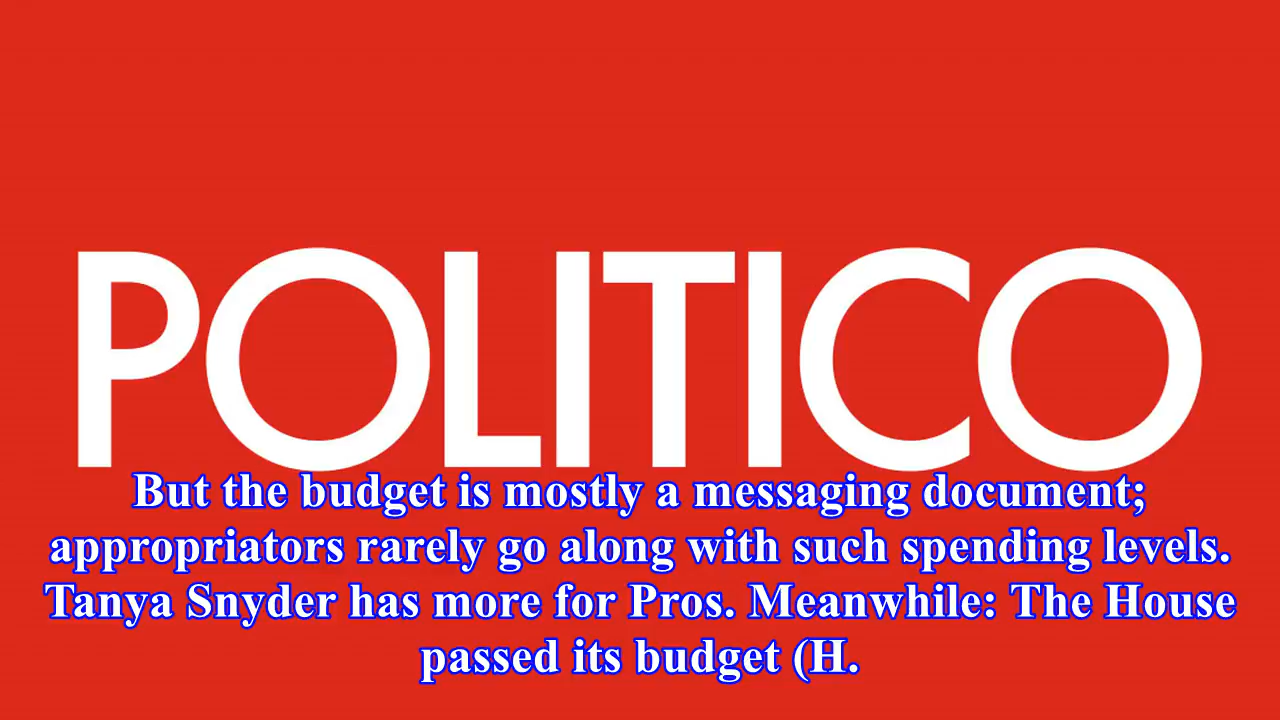 POLITICO
But the budget is mostly a messaging document;
appropriators rarely go along with such spending levels.
Tanya Snyder has more for Pros. Meanwhile: The House
passed its budget (H.